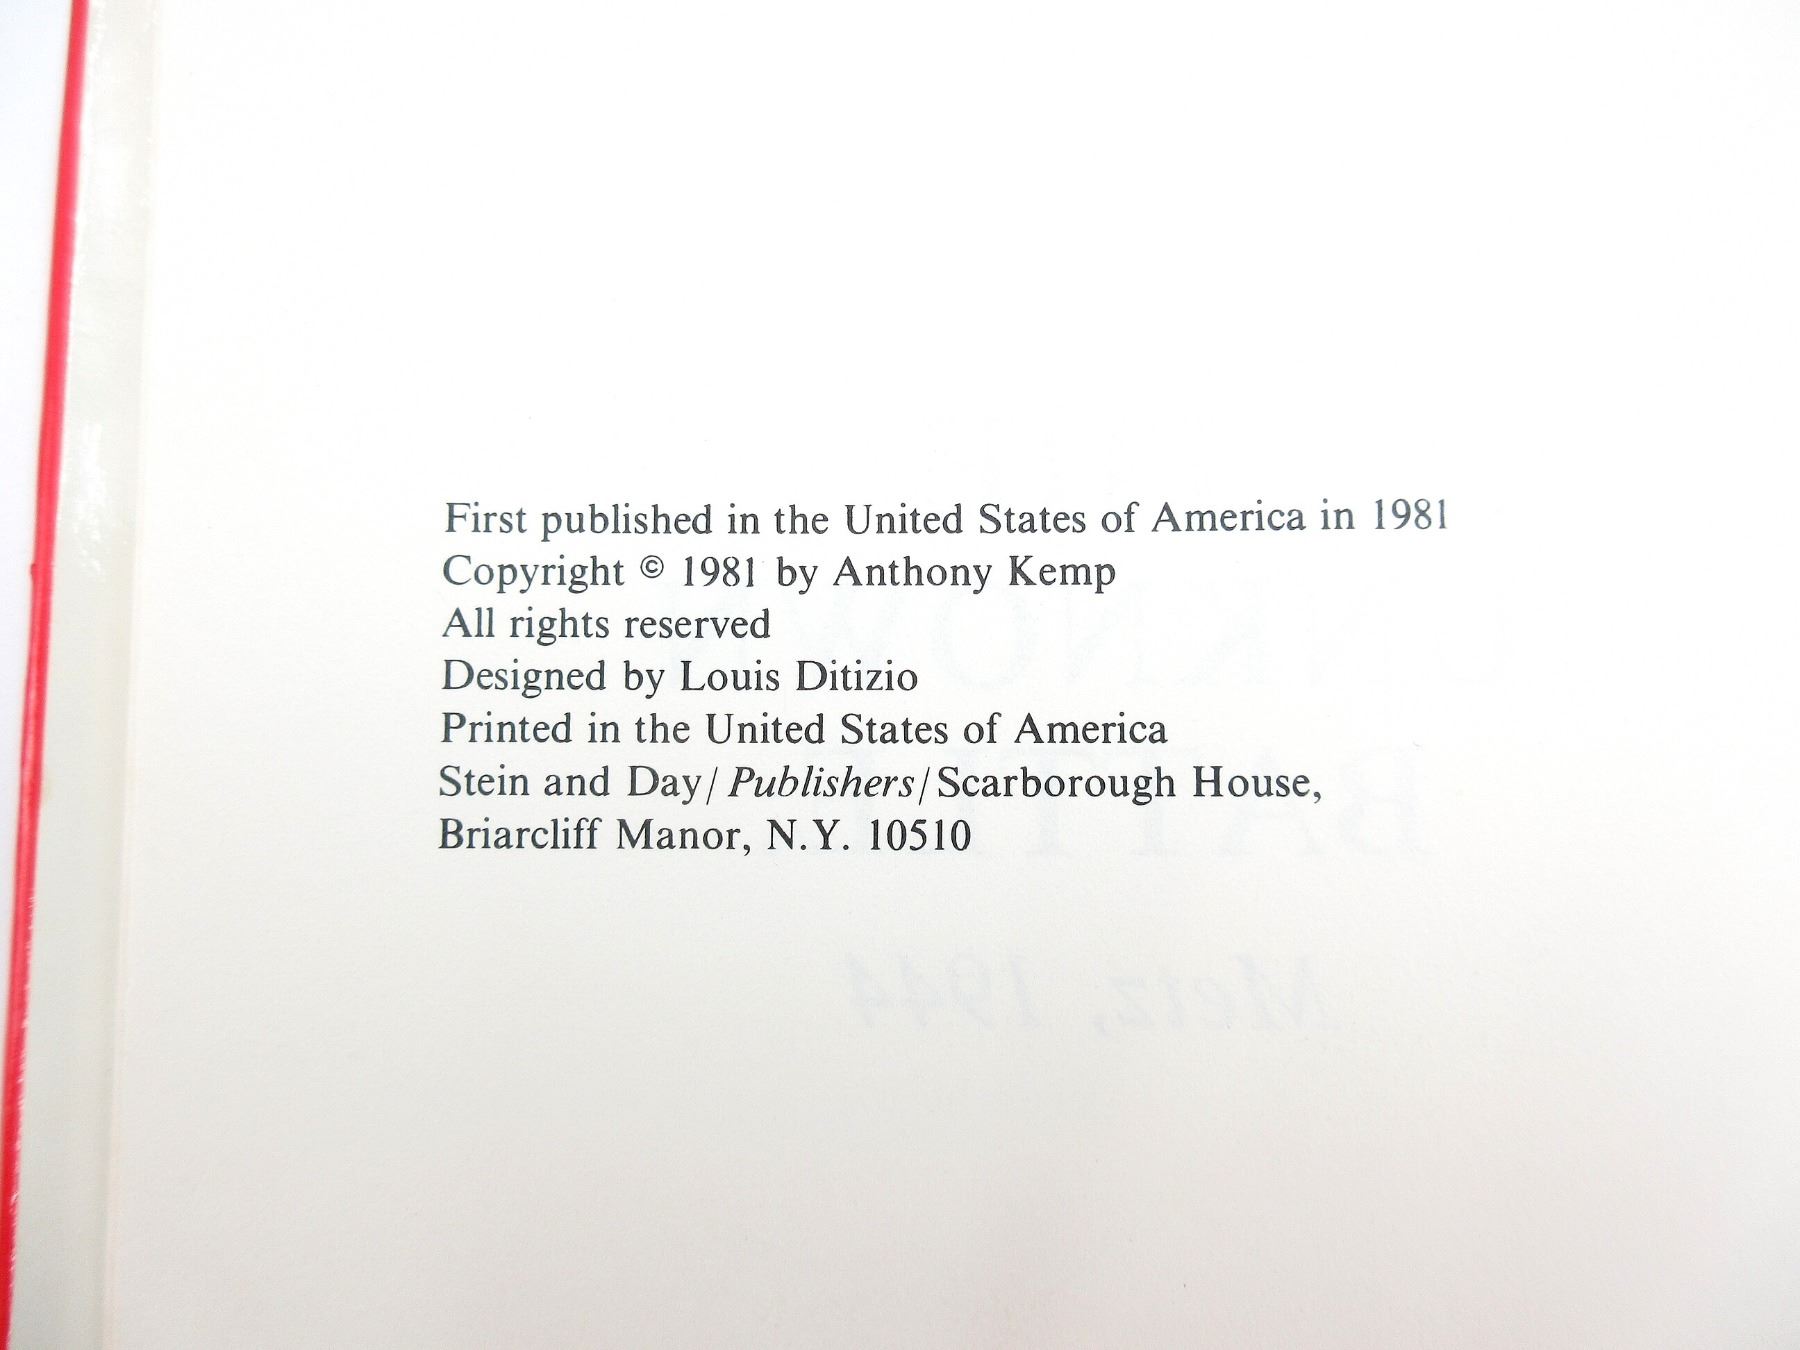 First published in the United States of America in 1981
Copyright © 1981 by Anthony Kemp
All rights reserved
Designed by Louis Ditizio
Printed in the United States of America
Stein and Day/Publishers/Scarborough House,
Briarcliff Manor, N.Y. 10510
Metz, 1944